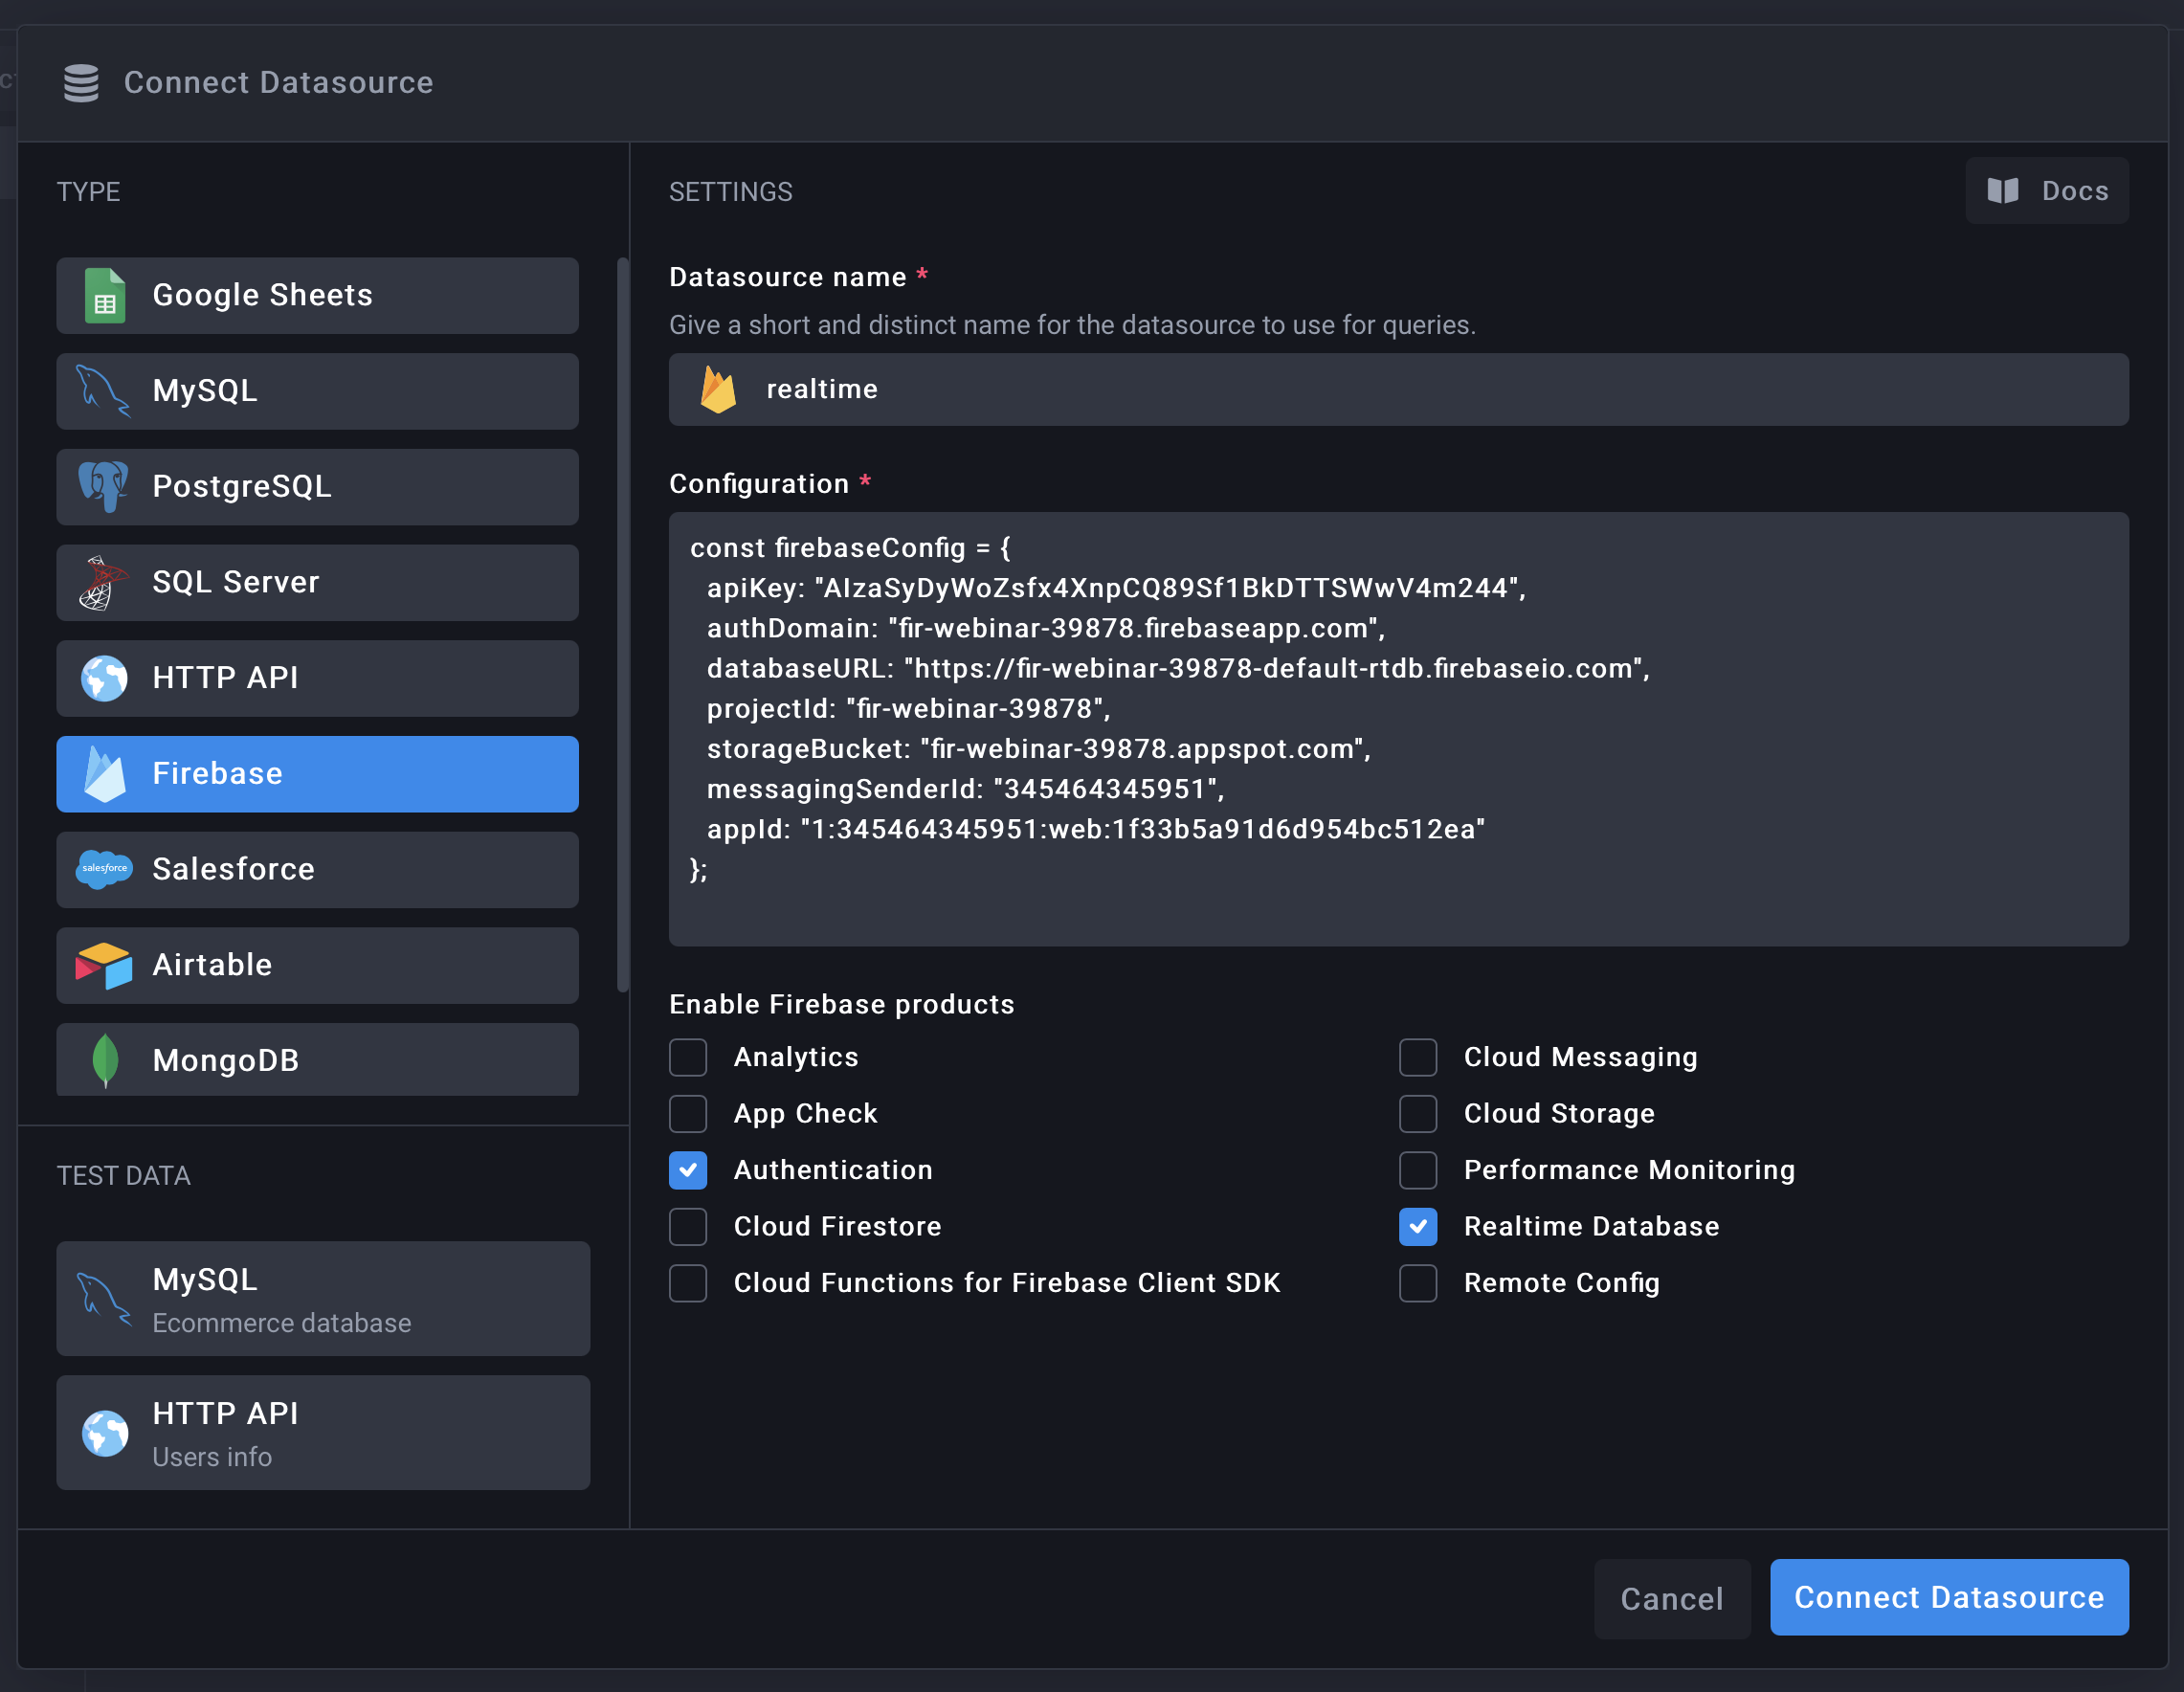 Connect Datasource
TYPE
Google Sheets
MySQL
PostgreSQL
SQL Server
HTTP API
Firebase
salesforce
Salesforce
Airtable
MongoDB
TEST DATA
MySQL
Ecommerce database
HTTP API
Users info
SETTINGS
Docs
Datasource name *
Give a short and distinct name for the datasource to use for queries.
realtime
Configuration *
const firebaseConfig = {
apiKey: "AIzaSyDyWoZsfx4XnpCQ89Sf1BkDTTSWwV4m244",
authDomain: "fir-webinar-39878.firebaseapp.com",
databaseURL: "https://fir-webinar-39878-default-rtdb.firebaseio.com",
projectId: "fir-webinar-39878",
storageBucket: "fir-webinar-39878.appspot.com",
messagingSenderId: "345464345951",
appId: "1:345464345951:web:1f33b5a91d6d954bc512ea"
};
Enable Firebase products
Analytics
App Check
Authentication
Cloud Firestore
Cloud Functions for Firebase Client SDK
Cloud Messaging
Cloud Storage
Performance Monitoring
Realtime Database
Remote Config
Cancel
Connect Datasource